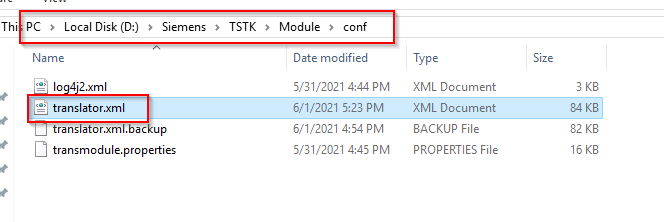 This PC > Local Disk (D:) > Siemens > TSTK > Module > conf
Name Date modified Type Size
log4j2.xml 5/31/2021 4:44 PM XML Document 3 KB
translator.xml 6/1/2021 5:23 PM XML Document 84 KB
translator.xml.backup 6/1/2021 4:54 PM BACKUP File 82 KB
transmodule.properties 5/31/2021 4:45 PM PROPERTIES File 16 KB